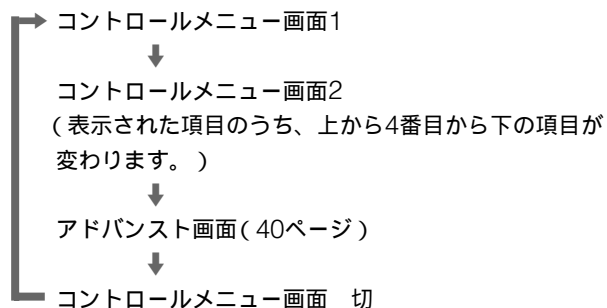 コントロールメニュー画面1
コントロールメニュー画面2
(表示された項目のうち、上から4番目から下の項目が
変わります。)
アドバンスト画面(40ページ)
コントロールメニュー画面　切